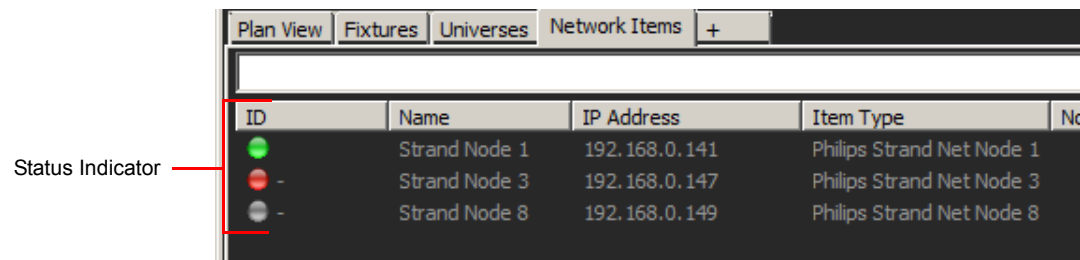 Plan View Fixtures Universes Network Items +
ID Name IP Address Item Type No
Strand Node 1 192.168.0.141 Philips Strand Net Node 1
Status Indicator
- Strand Node 3 192.168.0.147 Philips Strand Net Node 3
- Strand Node 8 192.168.0.149 Philips Strand Net Node 8